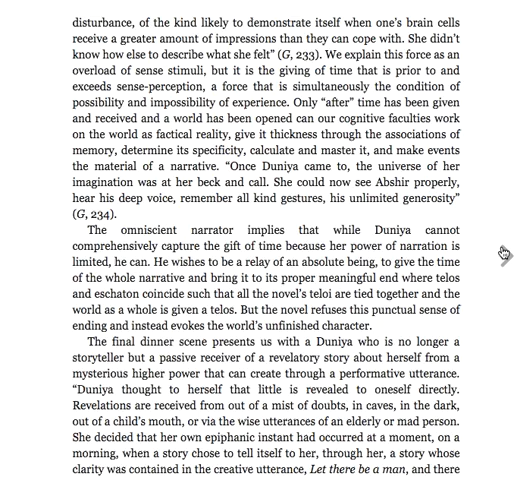 disturbance, of the kind likely to demonstrate itself when one's brain cells
receive a greater amount of impressions than they can cope with. She didn't
know how else to describe what she felt” (G, 233). We explain this force as an
overload of sense stimuli, but it is the giving of time that is prior to and
exceeds sense-perception, a force that is simultaneously the condition of
possibility and impossibility of experience. Only “after” time has been given
and received and a world has been opened can our cognitive faculties work
on the world as factical reality, give it thickness through the associations of
memory, determine its specificity, calculate and master it, and make events
the material of a narrative. “Once Duniya came to, the universe of her
imagination was at her beck and call. She could now see Abshir properly,
hear his deep voice, remember all kind gestures, his unlimited generosity”
(G, 234).
The omniscient narrator implies that while Duniya cannot
comprehensively capture the gift of time because her power of narration is
limited, he can. He wishes to be a relay of an absolute being, to give the time
of the whole narrative and bring it to its proper meaningful end where telos
and eschaton coincide such that all the novel's teloi are tied together and the
world as a whole is given a telos. But the novel refuses this punctual sense of
ending and instead evokes the world's unfinished character.
The final dinner scene presents us with a Duniya who is no longer a
storyteller but a passive receiver of a revelatory story about herself from a
mysterious higher power that can create through a performative utterance.
“Duniya thought to herself that little is revealed to oneself directly.
Revelations are received from out of a mist of doubts, in caves, in the dark,
out of a child's mouth, or via the wise utterances of an elderly or mad person.
She decided that her own epiphanic instant had occurred at a moment, on a
morning, when a story chose to tell itself to her, through her, a story whose
clarity was contained in the creative utterance, Let there be a man, and there